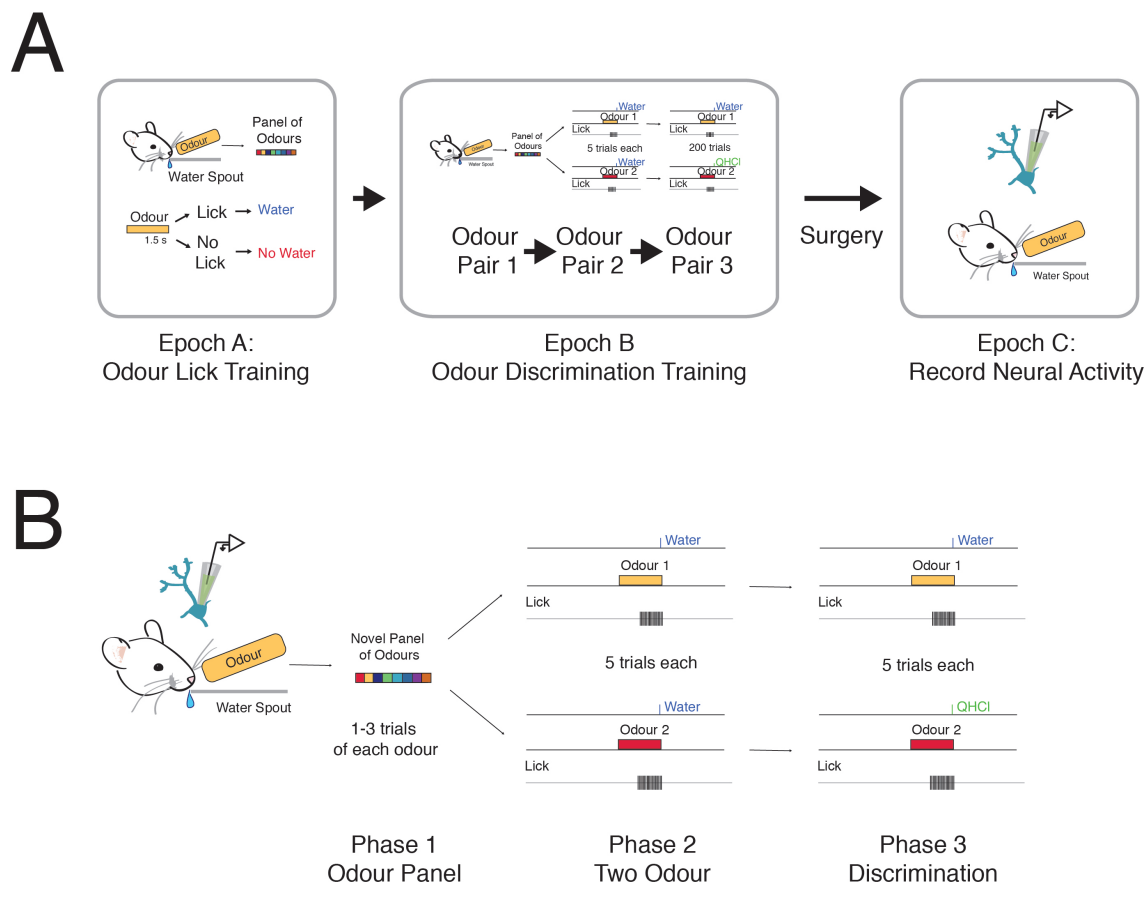 A
Odour
Panel of
Odours
Water Spout
Odour
1.5 s
Lick
Water
No
Lick
No Water
Epoch A:
Odour Lick Training
Odour
Water Spout
Panel of
Odours
Water
Odour 1
Lick
5 trials each
Water
Odour 2
Lick
Water
Odour 1
Lick
200 trials
QHCl
Odour 2
Lick
Odour
Pair 1
Odour
Pair 2
Odour
Pair 3
Epoch B
Odour Discrimination Training
Surgery
Odour
Water Spout
Epoch C:
Record Neural Activity
B
Odour
Water Spout
Novel Panel
of Odours
1-3 trials
of each odour
Phase 1
Odour Panel
Water
Odour 1
Lick
5 trials each
Water
Odour 2
Lick
Phase 2
Two Odour
Water
Odour 1
Lick
5 trials each
QHCl
Odour 2
Lick
Phase 3
Discrimination